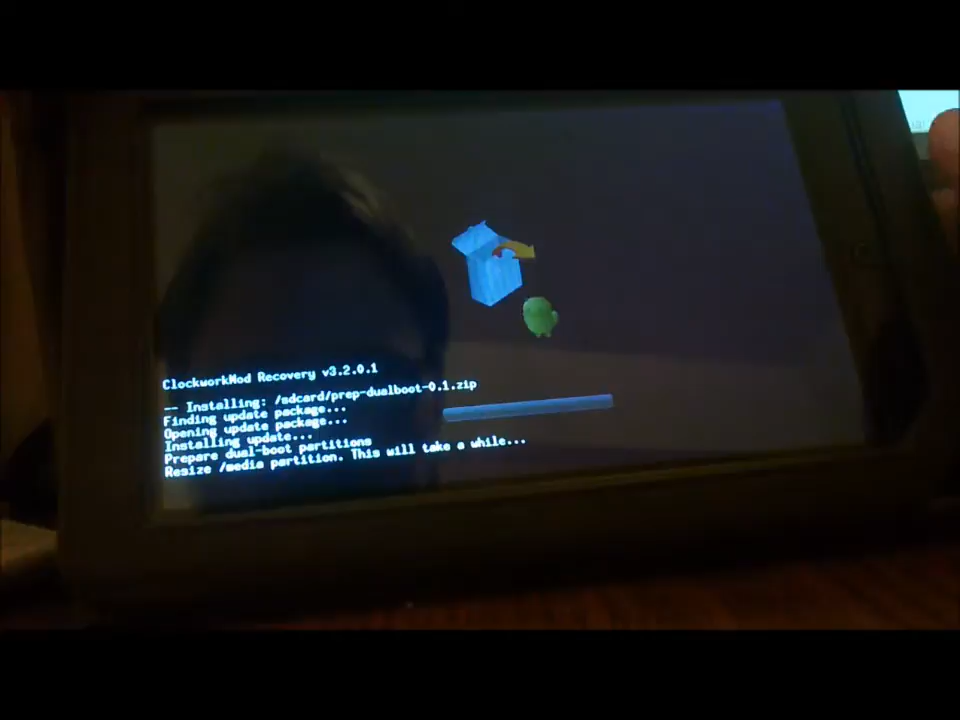 ClockworkMod Recovery v3.2.0.1
-- Installing: /sdcard/prep-dualboot-0.1.zip
Finding update package...
Opening update package...
Installing update...
Prepare dual-boot partitions
Resize /media partition. This will take a while...